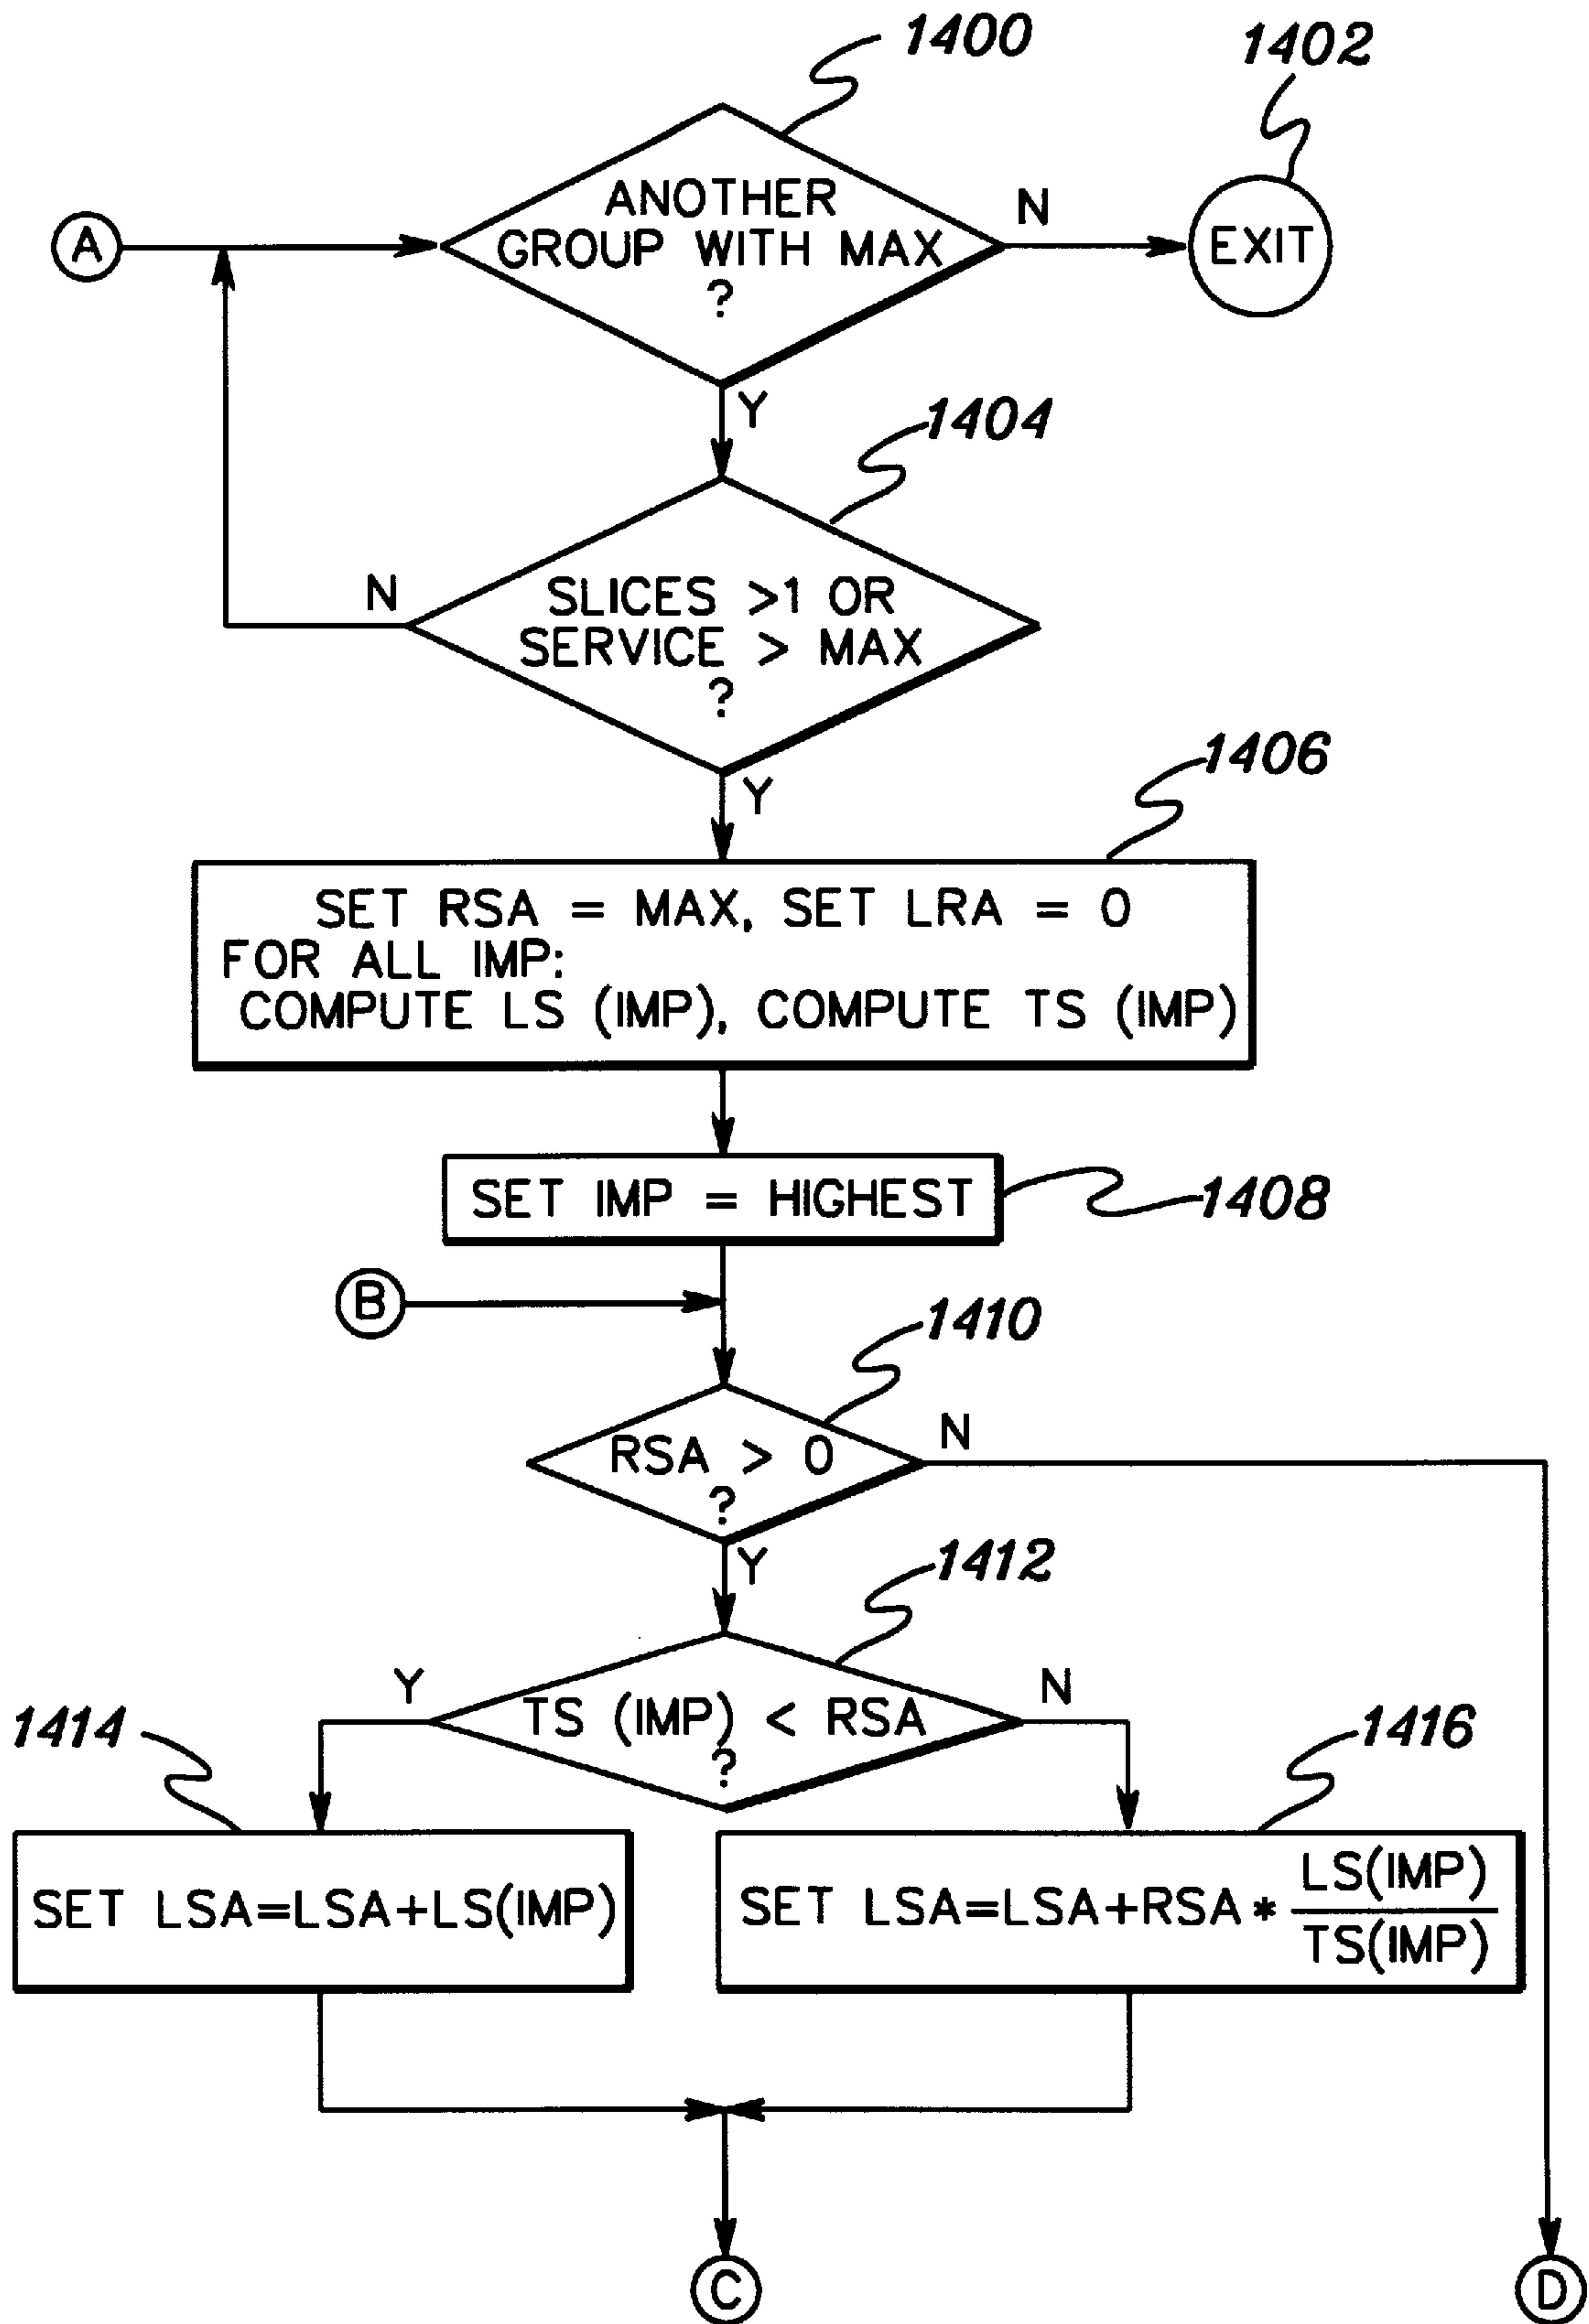 1400
1402
A
ANOTHER
GROUP WITH MAX
?
N
EXIT
Y
1404
N
SLICES >1 OR
SERVICE > MAX
?
Y
1406
SET RSA = MAX, SET LRA = 0
FOR ALL IMP:
COMPUTE LS (IMP), COMPUTE TS (IMP)
SET IMP = HIGHEST
1408
B
1410
RSA > 0
?
N
Y
1412
Y
TS (IMP) < RSA
?
N
1414
1416
SET LSA=LSA+LS(IMP)
SET LSA=LSA+RSA * LS(IMP)
TS(IMP)
C
D